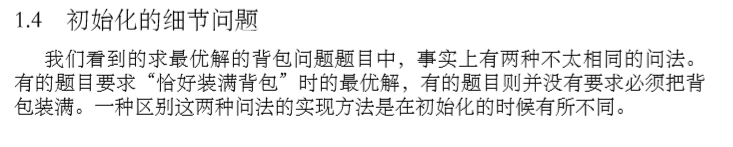 1.4 初始化的细节问题
我们看到的求最优解的背包问题题目中，事实上有两种不太相同的问法。
有的题目要求“恰好装满背包”时的最优解，有的题目则并没有要求必须把背
包装满。一种区别这两种问法的实现方法是在初始化的时候有所不同。